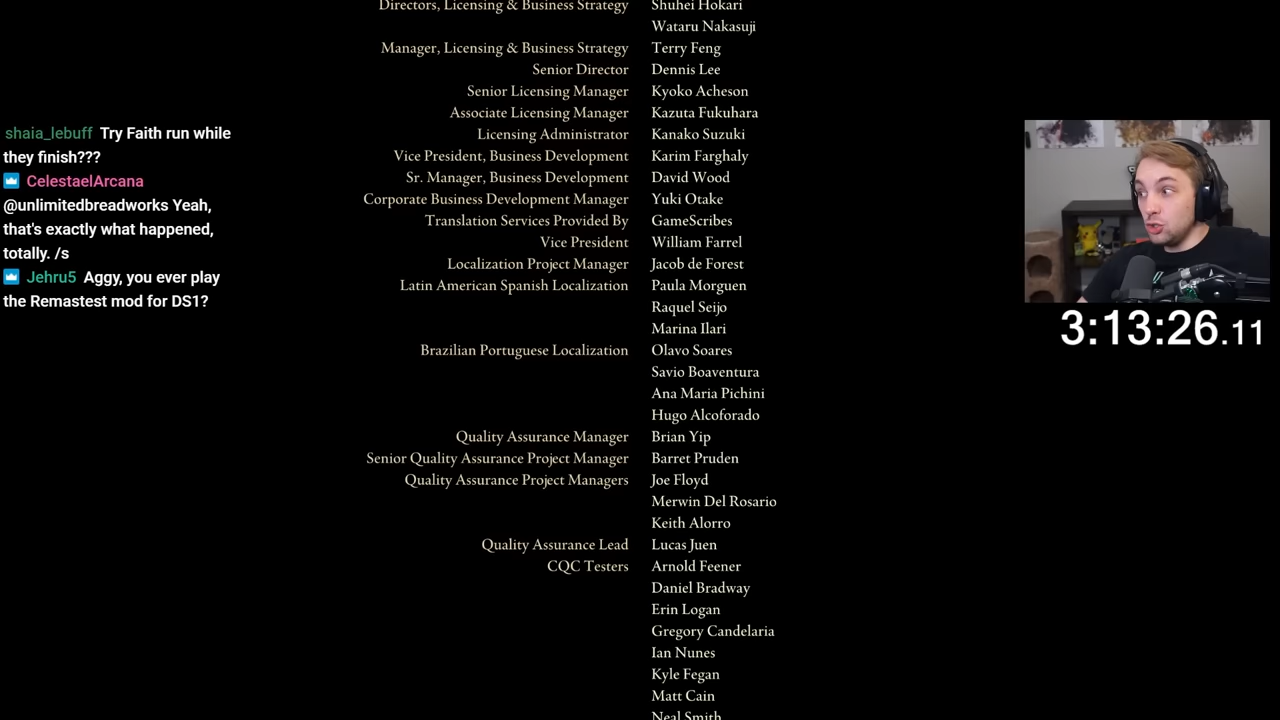 shaia_lebuff Try Faith run while
they finish???
CelestaelArcana
@unlimitedbreadworks Yeah,
that's exactly what happened,
totally. /s
Jehru5 Aggy, you ever play
the Remastest mod for DS1?
Directors, Licensing & Business Strategy Shuhei Hokari
Wataru Nakasuji
Manager, Licensing & Business Strategy Terry Feng
Senior Director Dennis Lee
Senior Licensing Manager Kyoko Acheson
Associate Licensing Manager Kazuta Fukuhara
Licensing Administrator Kanako Suzuki
Vice President, Business Development Karim Farghaly
Sr. Manager, Business Development David Wood
Corporate Business Development Manager Yuki Otake
Translation Services Provided By GameScribes
Vice President William Farrel
Localization Project Manager Jacob de Forest
Latin American Spanish Localization Paula Morguen
Raquel Seijo
Marina Ilari
Brazilian Portuguese Localization Olavo Soares
Savio Boaventura
Ana Maria Pichini
Hugo Alcoforado
Quality Assurance Manager Brian Yip
Senior Quality Assurance Project Manager Barret Pruden
Quality Assurance Project Managers Joe Floyd
Merwin Del Rosario
Keith Alorro
Quality Assurance Lead Lucas Juen
CQC Testers Arnold Feener
Daniel Bradway
Erin Logan
Gregory Candelaria
Ian Nunes
Kyle Fegan
Matt Cain
Neal Smith
3:13:26.11